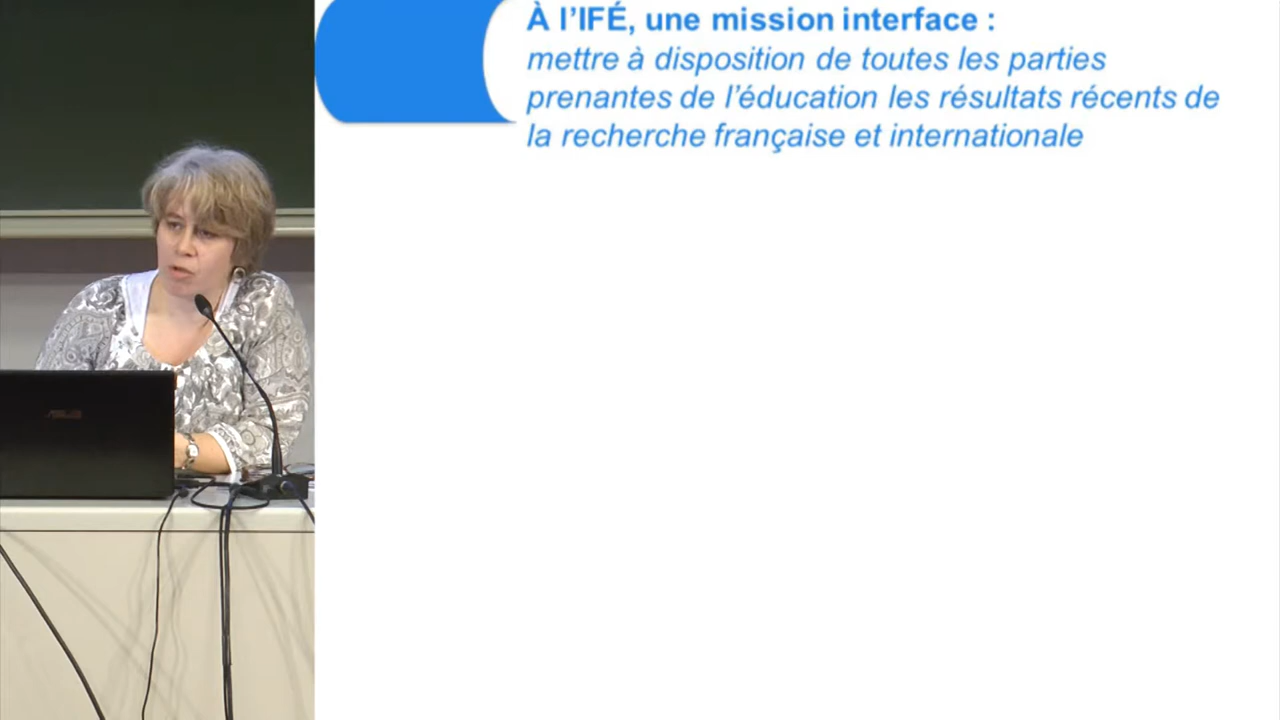 À l’IFÉ, une mission interface :
mettre à disposition de toutes les parties
prenantes de l’éducation les résultats récents de
la recherche française et internationale
ASUS